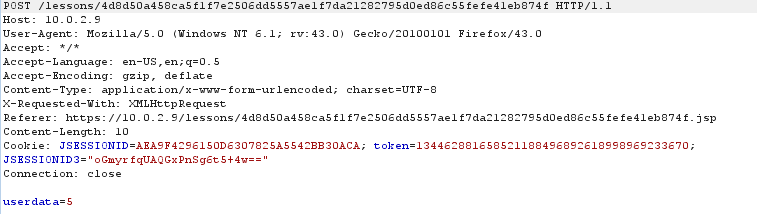 POST /lessons/4d8d50a458ca5f1f7e2506dd5557ae1f7da21282795d0ed86c55fefe41eb874f HTTP/1.1
Host: 10.0.2.9
User-Agent: Mozilla/5.0 (Windows NT 6.1; rv:43.0) Gecko/20100101 Firefox/43.0
Accept: */*
Accept-Language: en-US,en;q=0.5
Accept-Encoding: gzip, deflate
Content-Type: application/x-www-form-urlencoded; charset=UTF-8
X-Requested-With: XMLHttpRequest
Referer: https://10.0.2.9/lessons/4d8d50a458ca5f1f7e2506dd5557ae1f7da21282795d0ed86c55fefe41eb874f.jsp
Content-Length: 10
Cookie: JSESSIONID=AEA9F4296150D6307825A5542BB30ACA; token=134462881658521188496892618998969233670;
JSESSIONID3="oGmyrfqUAQGxPnSg6t5+4w=="
Connection: close
userdata=5